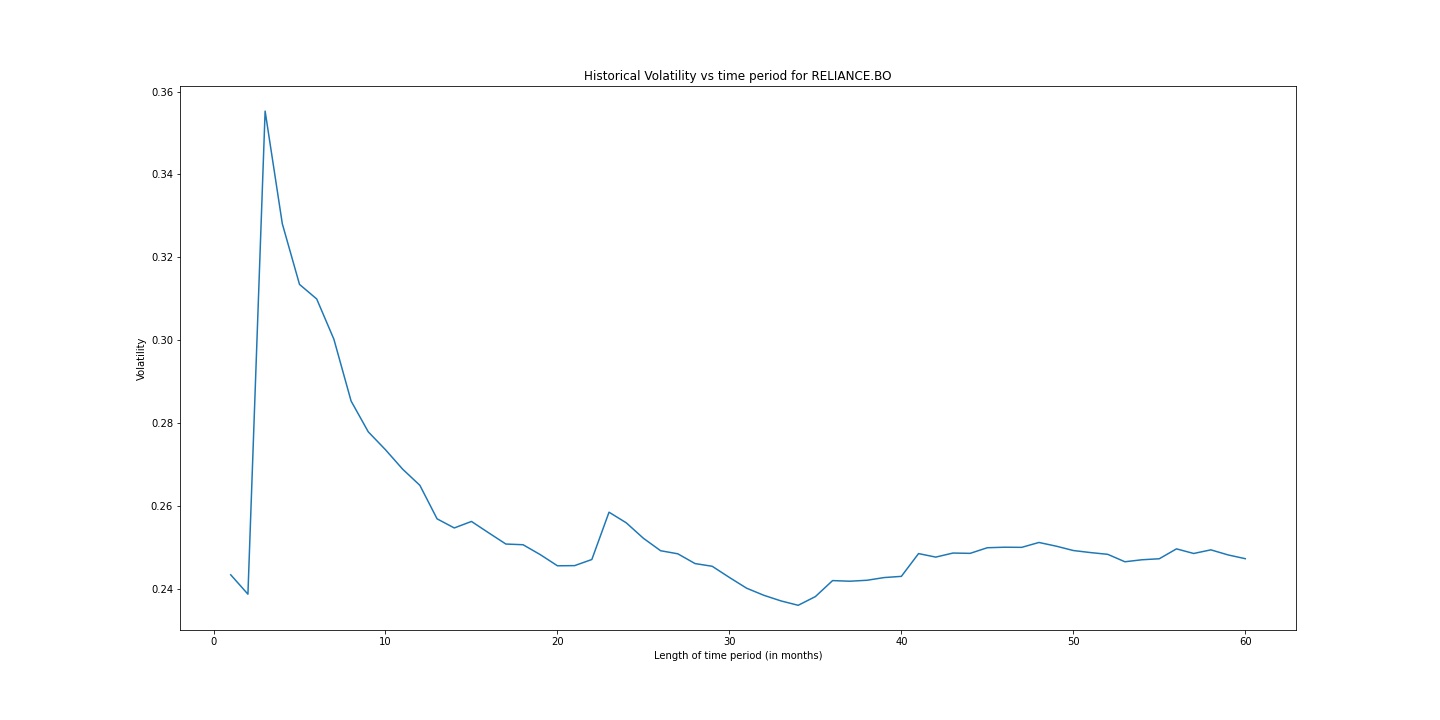 Historical Volatility vs time period for RELIANCE.BO
0.36
0.34
0.32
0.30
0.28
0.26
0.24
Volatility
0 10 20 30 40 50 60
Length of time period (in months)